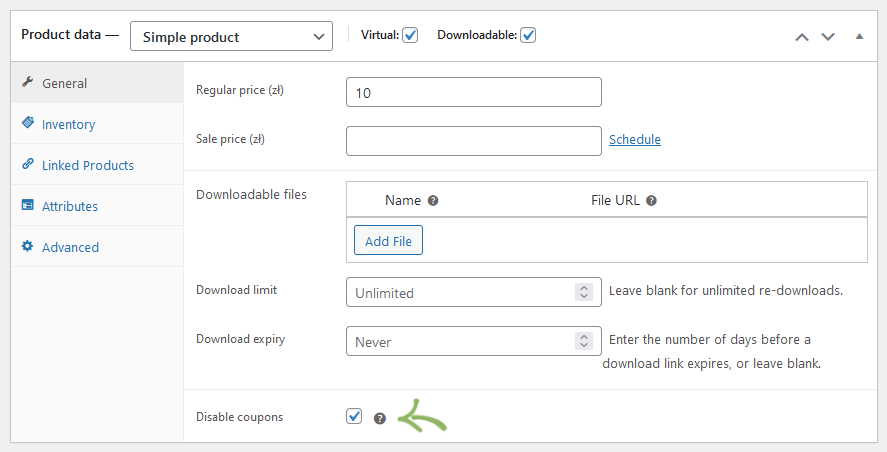 Product data — Simple product Virtual: Downloadable:
General
Inventory
Linked Products
Attributes
Advanced
Regular price (zł) 10
Sale price (zł) Schedule
Downloadable files Name ? File URL ?
Add File
Download limit Unlimited Leave blank for unlimited re-downloads.
Download expiry Never Enter the number of days before a
download link expires, or leave blank.
Disable coupons ?